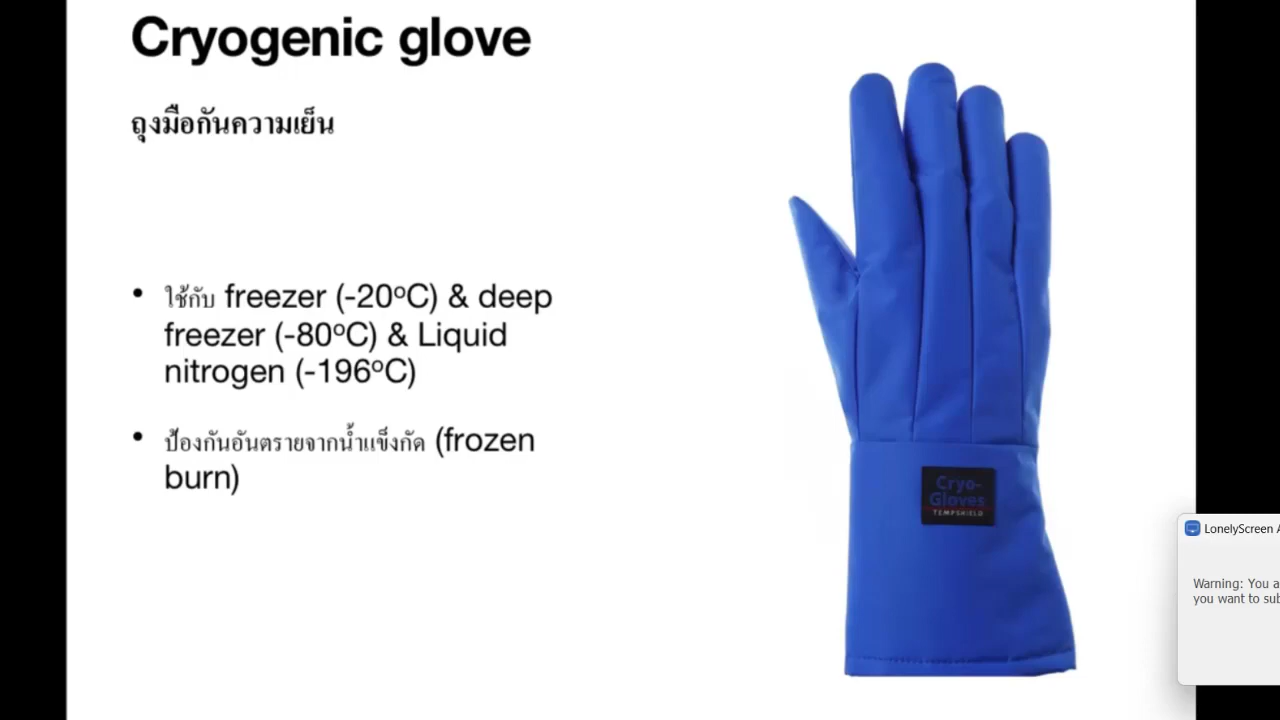 Cryogenic glove
ถุงมือกันความเย็น
• ใช้กับ freezer (-20ºC) & deep
freezer (-80ºC) & Liquid
nitrogen (-196ºC)
• ป้องกันอันตรายจากน้ำแข็งกัด (frozen
burn)
Cryo-
Gloves
TEMPSHIELD
LonelyScreen
Warning: You
you want to